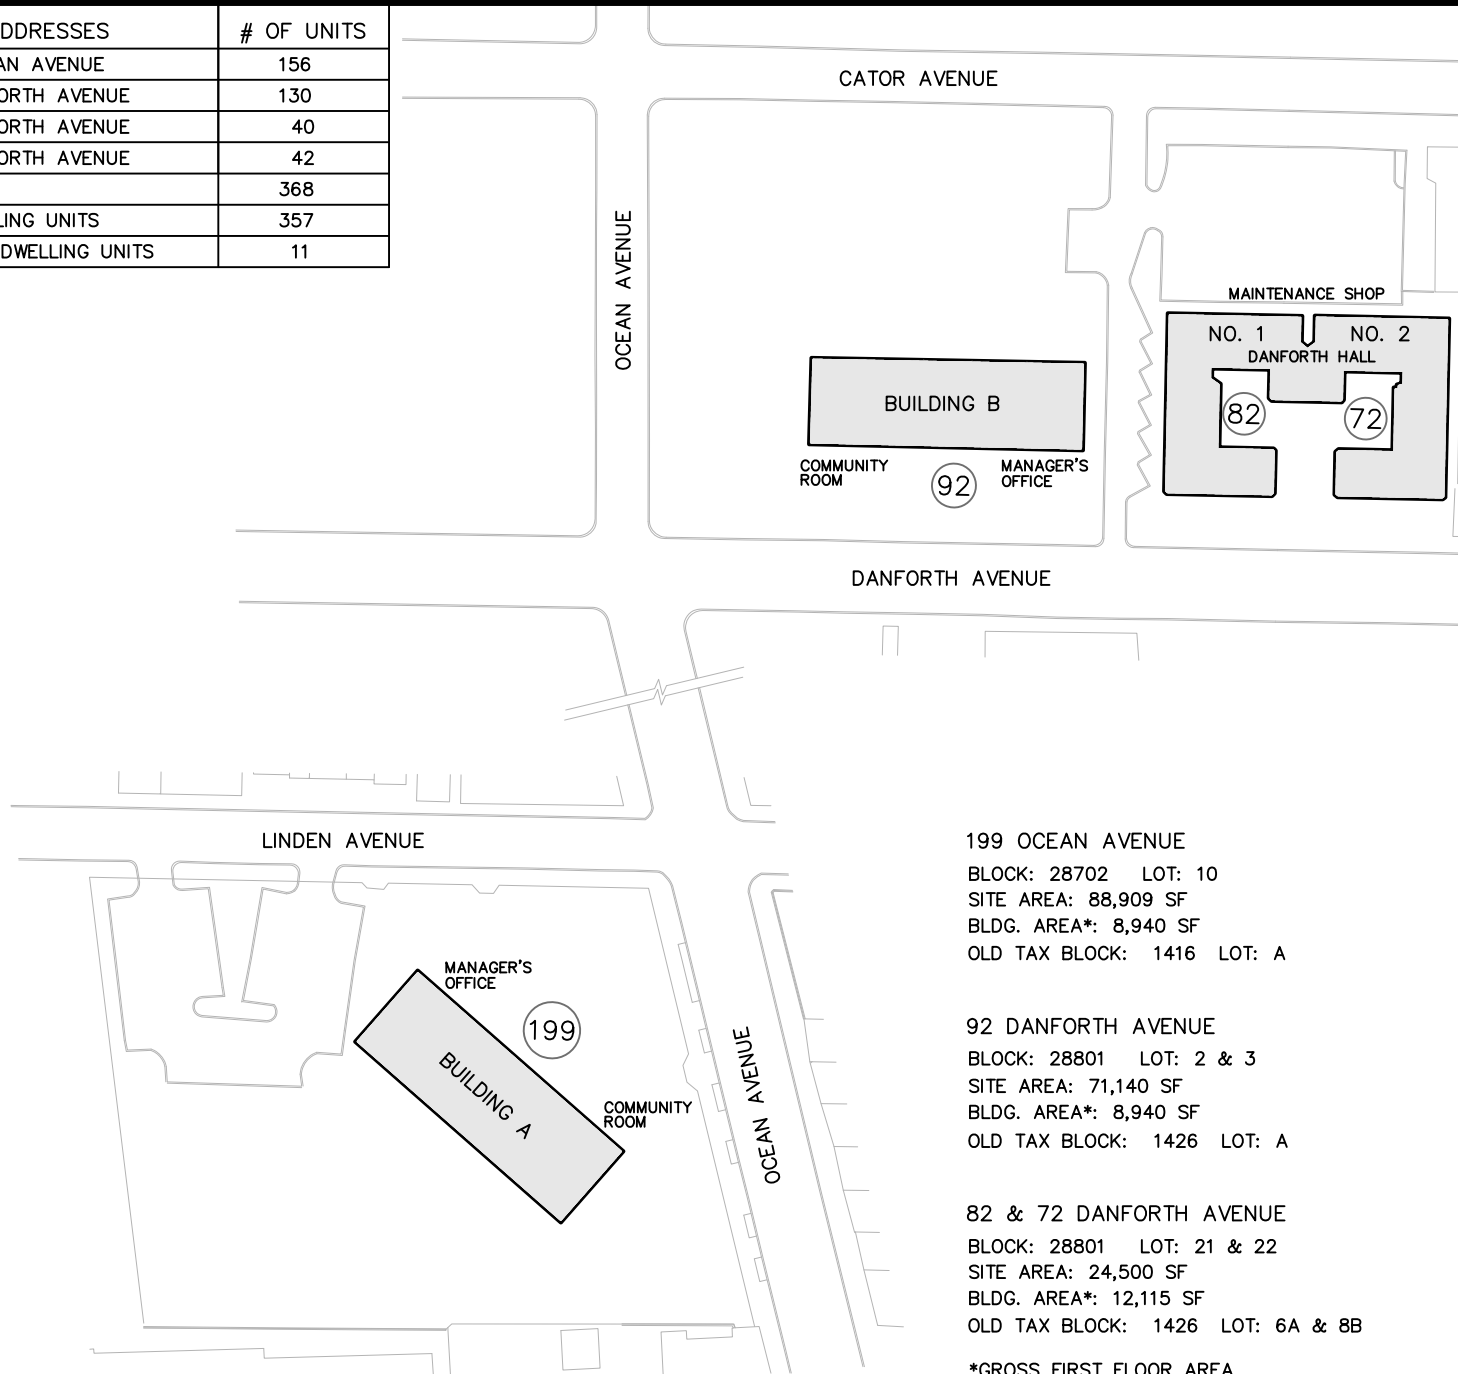 DDRESSES # OF UNITS
AN AVENUE 156
ORTH AVENUE 130
ORTH AVENUE 40
ORTH AVENUE 42
368
LING UNITS 357
DWELLING UNITS 11
CATOR AVENUE
OCEAN AVENUE
MAINTENANCE SHOP
NO. 1 NO. 2
DANFORTH HALL
82 72
BUILDING B
COMMUNITY
ROOM
92
MANAGER'S
OFFICE
DANFORTH AVENUE
LINDEN AVENUE
MANAGER'S
OFFICE
199
BUILDING A
COMMUNITY
ROOM
OCEAN AVENUE
199 OCEAN AVENUE
BLOCK: 28702 LOT: 10
SITE AREA: 88,909 SF
BLDG. AREA*: 8,940 SF
OLD TAX BLOCK: 1416 LOT: A
92 DANFORTH AVENUE
BLOCK: 28801 LOT: 2 & 3
SITE AREA: 71,140 SF
BLDG. AREA*: 8,940 SF
OLD TAX BLOCK: 1426 LOT: A
82 & 72 DANFORTH AVENUE
BLOCK: 28801 LOT: 21 & 22
SITE AREA: 24,500 SF
BLDG. AREA*: 12,115 SF
OLD TAX BLOCK: 1426 LOT: 6A & 8B
*GROSS FIRST FLOOR AREA